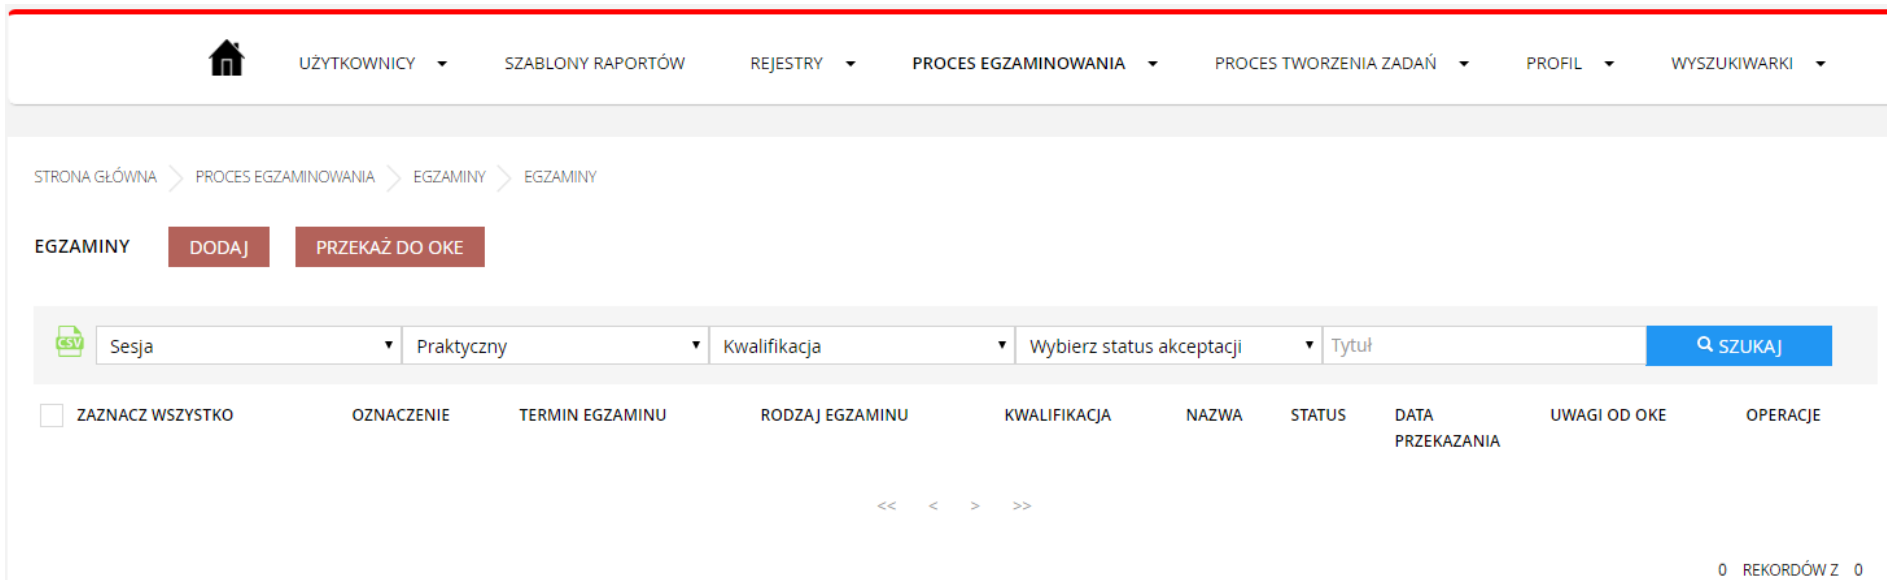 UŻYTKOWNICY SZABLONY RAPORTÓW REJESTRY PROCES EGZAMINOWANIA PROCES TWORZENIA ZADAŃ PROFIL WYSZUKIWARKI
STRONA GŁÓWNA PROCES EGZAMINOWANIA EGZAMINY EGZAMINY
EGZAMINY DODAJ PRZEKAŻ DO OKE
CSV Sesja Praktyczny Kwalifikacja Wybierz status akceptacji Tytuł SZUKAJ
ZAZNACZ WSZYSTKO OZNACZENIE TERMIN EGZAMINU RODZAJ EGZAMINU KWALIFIKACJA NAZWA STATUS DATA PRZEKAZANIA UWAGI OD OKE OPERACJE
<< < > >>
0 REKORDÓW Z 0